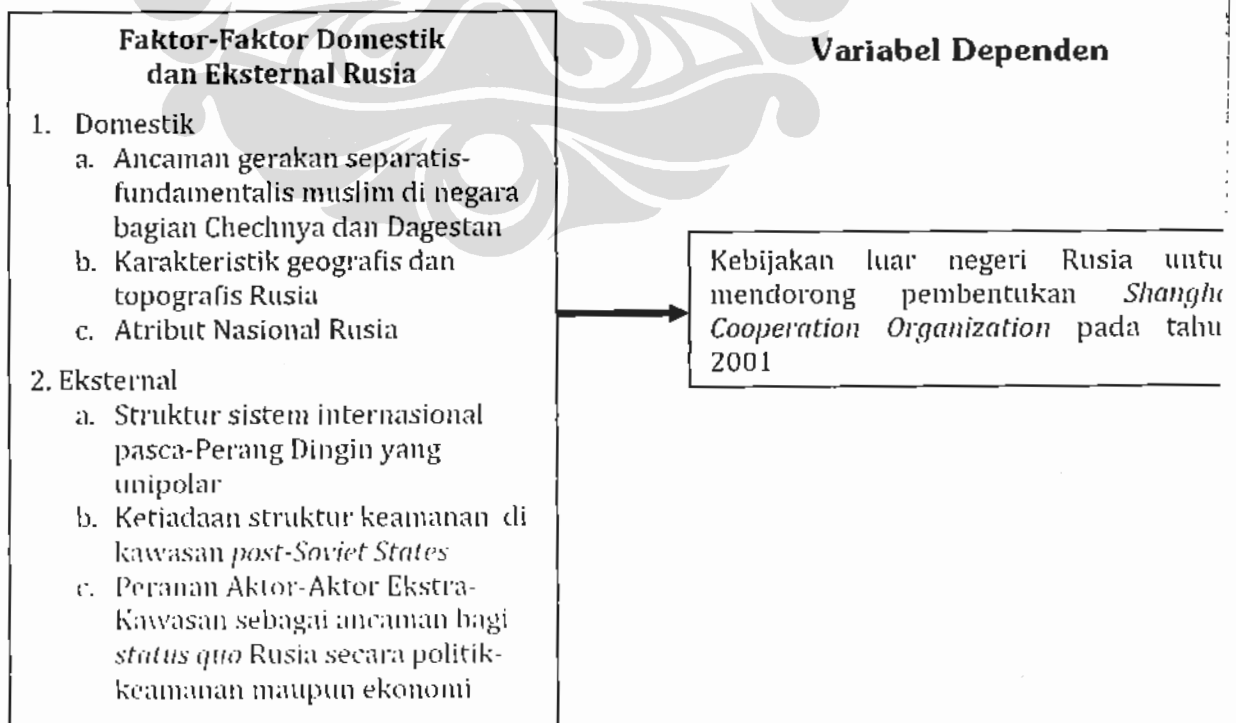 Faktor-Faktor Domestik
dan Eksternal Rusia
1. Domestik
a. Ancaman gerakan separatis-
fundamentalis muslim di negara
bagian Chechnya dan Dagestan
b. Karakteristik geografis dan
topografis Rusia
c. Atribut Nasional Rusia
2. Eksternal
a. Struktur sistem internasional
pasca-Perang Dingin yang
unipolar
b. Ketiadaan struktur keamanan di
kawasan post-Soviet States
c. Peranan Aktor-Aktor Ekstra-
Kawasan sebagai ancaman bagi
status quo Rusia secara politik-
keamanan maupun ekonomi
Variabel Dependen
Kebijakan luar negeri Rusia untu
mendorong pembentukan Shangh
Cooperation Organization pada tahu
2001